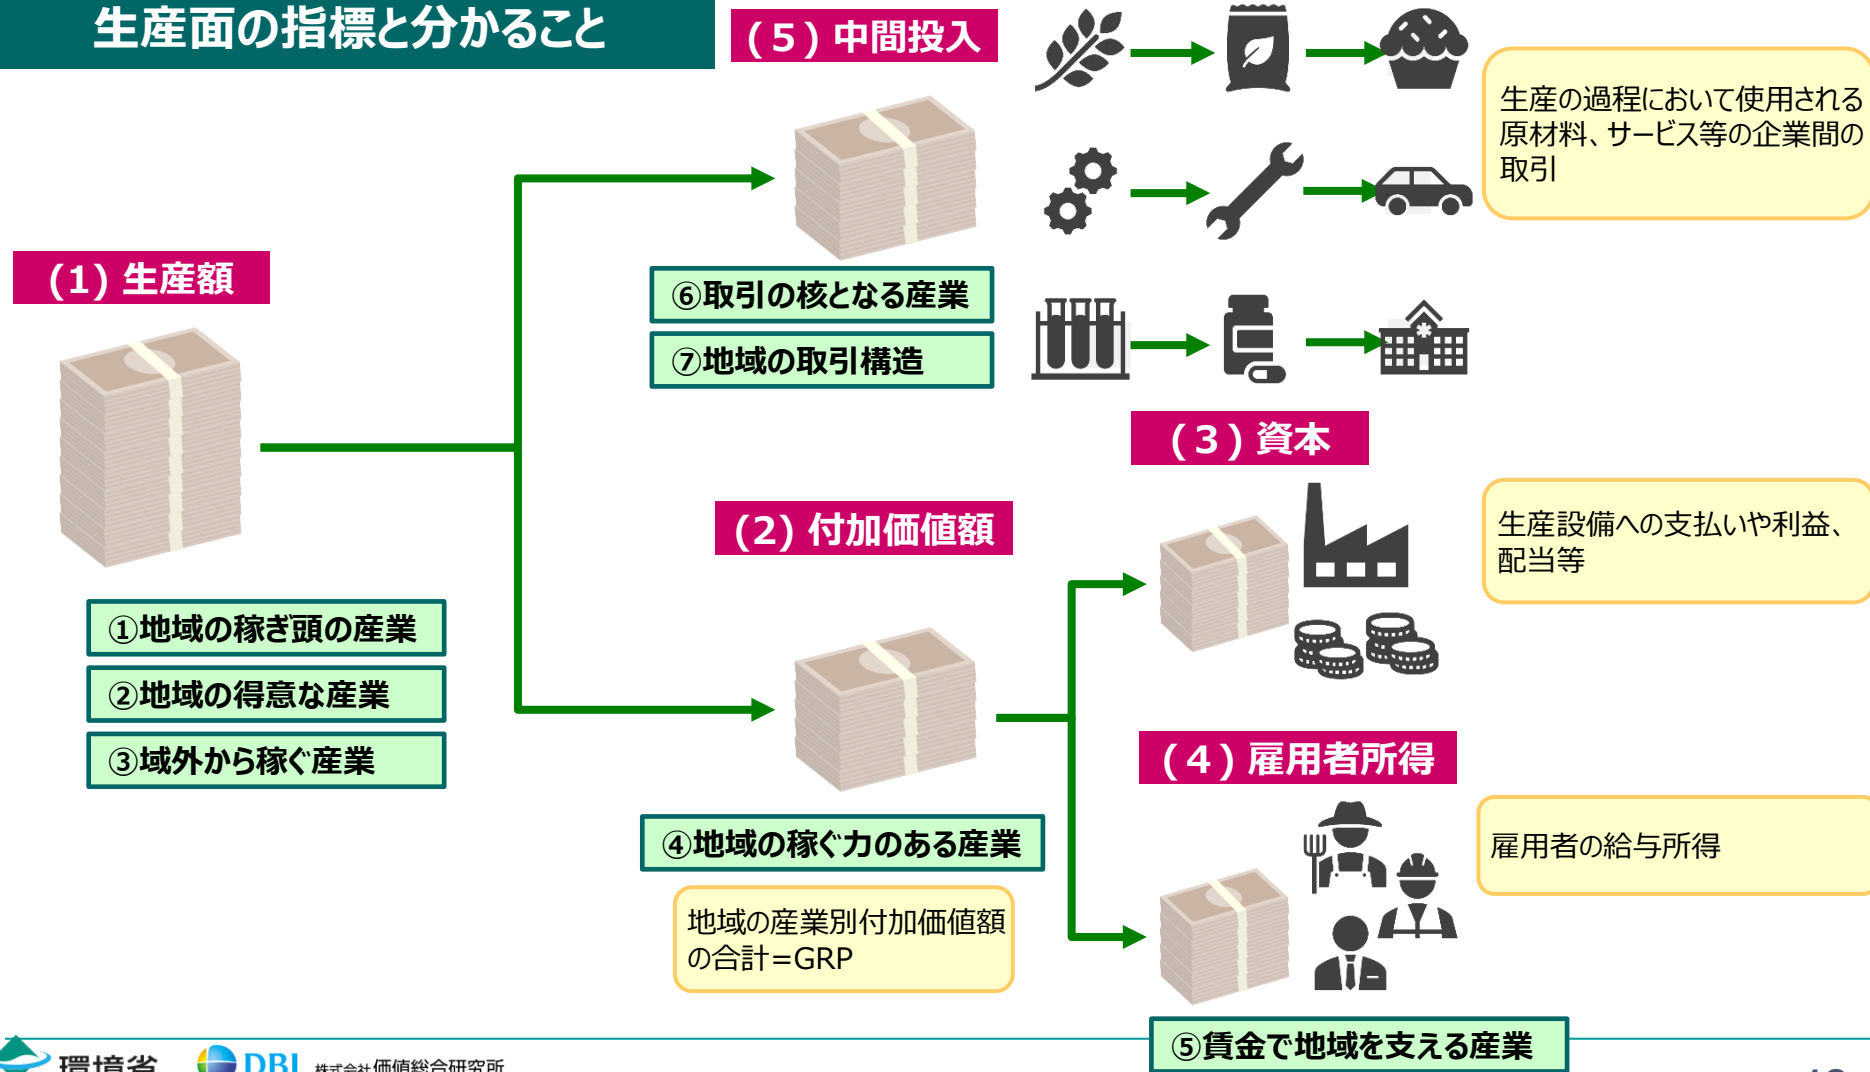 生産面の指標と分かること
(５) 中間投入
生産の過程において使用される
原材料、サービス等の企業間の
取引
(1) 生産額
⑥取引の核となる産業
⑦地域の取引構造
(３) 資本
生産設備への支払いや利益、
配当等
(2) 付加価値額
①地域の稼ぎ頭の産業
②地域の得意な産業
③域外から稼ぐ産業
(４) 雇用者所得
雇用者の給与所得
④地域の稼ぐ力のある産業
地域の産業別付加価値額
の合計=GRP
⑤賃金で地域を支える産業
環境省
DBJ 株式会社価値総合研究所